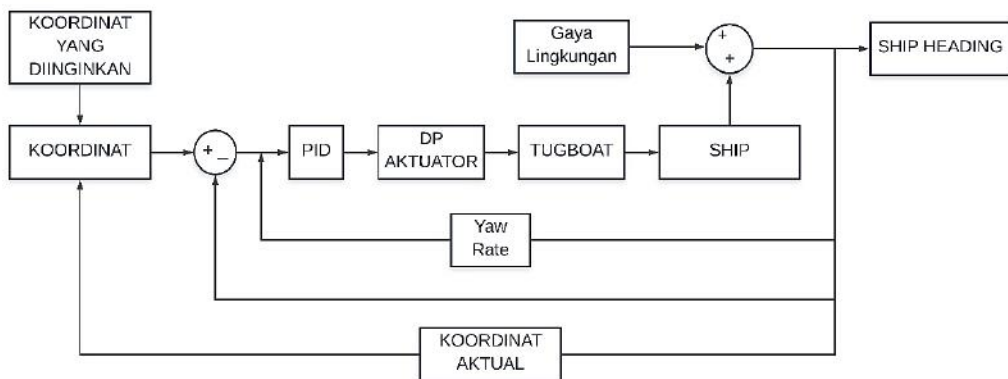 KOORDINAT
YANG
DIINGINKAN
Gaya
Lingkungan
+
+
SHIP HEADING
KOORDINAT
+
_
PID
DP
AKTUATOR
TUGBOAT
SHIP
Yaw
Rate
KOORDINAT
AKTUAL